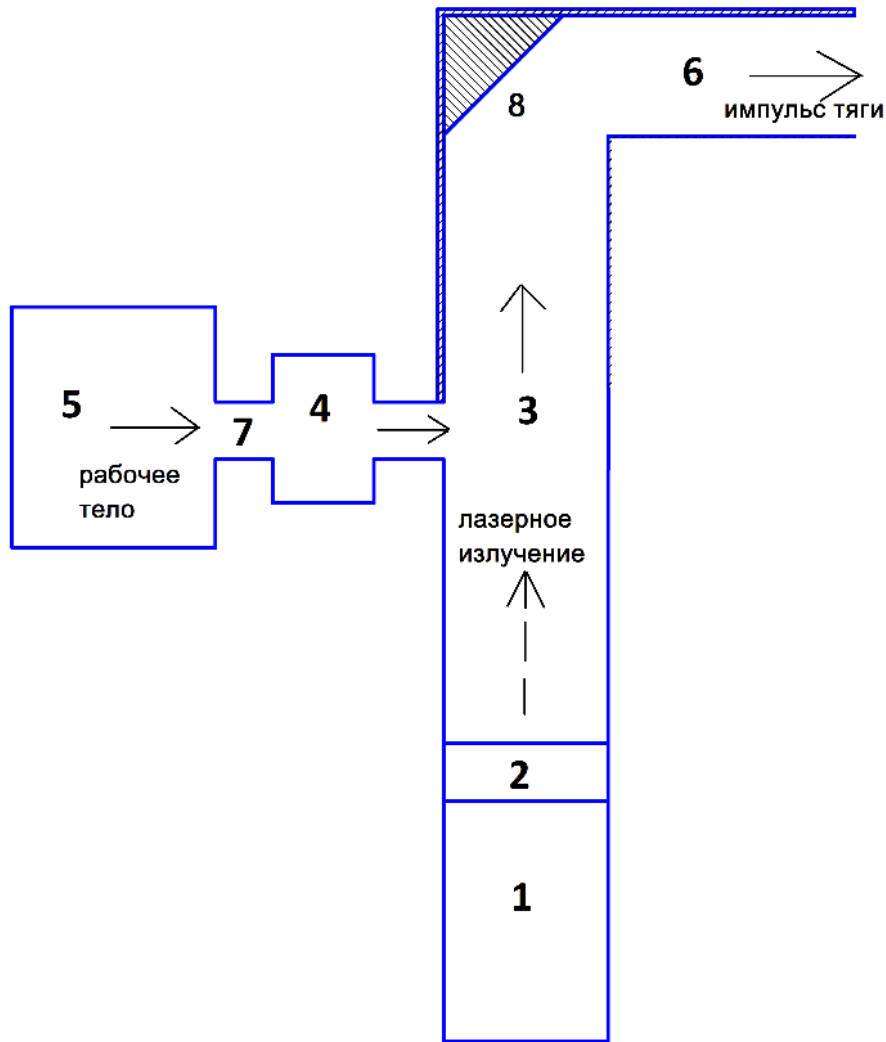 6
импульс тяги
8
5
4
7
3
рабочее
тело
лазерное
излучение
2
1